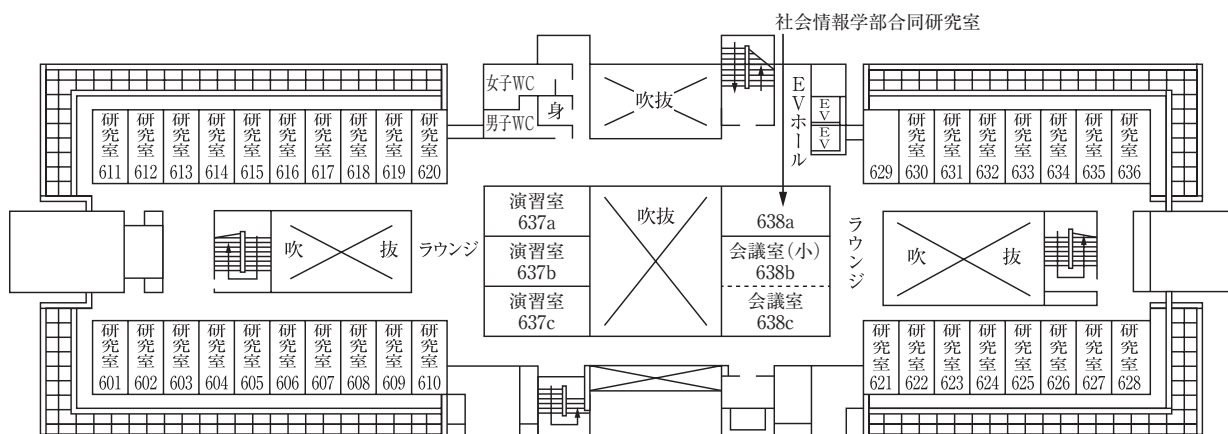 社会情報学部合同研究室
女子WC
男子WC
身
吹抜
EVホール
EV
EV
研究室 611
研究室 612
研究室 613
研究室 614
研究室 615
研究室 616
研究室 617
研究室 618
研究室 619
研究室 620
629
研究室 630
研究室 631
研究室 632
研究室 633
研究室 634
研究室 635
研究室 636
吹抜
ラウンジ
演習室
637a
演習室
637b
演習室
637c
吹抜
638a
会議室(小)
638b
会議室
638c
ラウンジ
吹抜
研究室 601
研究室 602
研究室 603
研究室 604
研究室 605
研究室 606
研究室 607
研究室 608
研究室 609
研究室 610
研究室 621
研究室 622
研究室 623
研究室 624
研究室 625
研究室 626
研究室 627
研究室 628